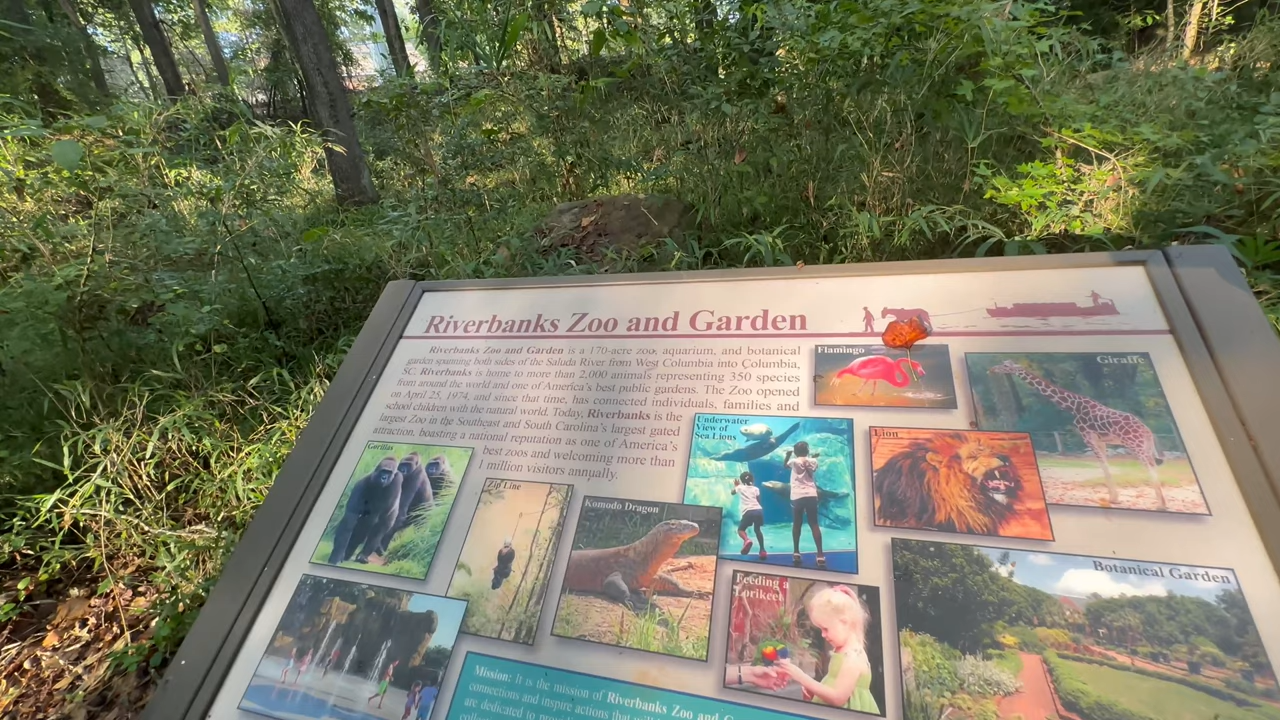 Riverbanks Zoo and Garden
Riverbanks Zoo and Garden is a 170-acre zoo, aquarium, and botanical
garden spanning both sides of the Saluda River from West Columbia into Columbia,
SC. Riverbanks is home to more than 2,000 animals representing 350 species
from around the world and one of America's best public gardens. The Zoo opened
on April 25, 1974, and since that time, has connected individuals, families and
school children with the natural world. Today, Riverbanks is the
largest Zoo in the Southeast and South Carolina's largest gated
attraction, boasting a national reputation as one of America's
best zoos and welcoming more than
1 million visitors annually.
Flamingo
Giraffe
Underwater
View of
Sea Lions
Lion
Gorillas
Zip Line
Komodo Dragon
Feeding a
Lorikeet
Botanical Garden
Mission: It is the mission of Riverbanks Zoo and G
connections and inspire actions that will
are dedicated to